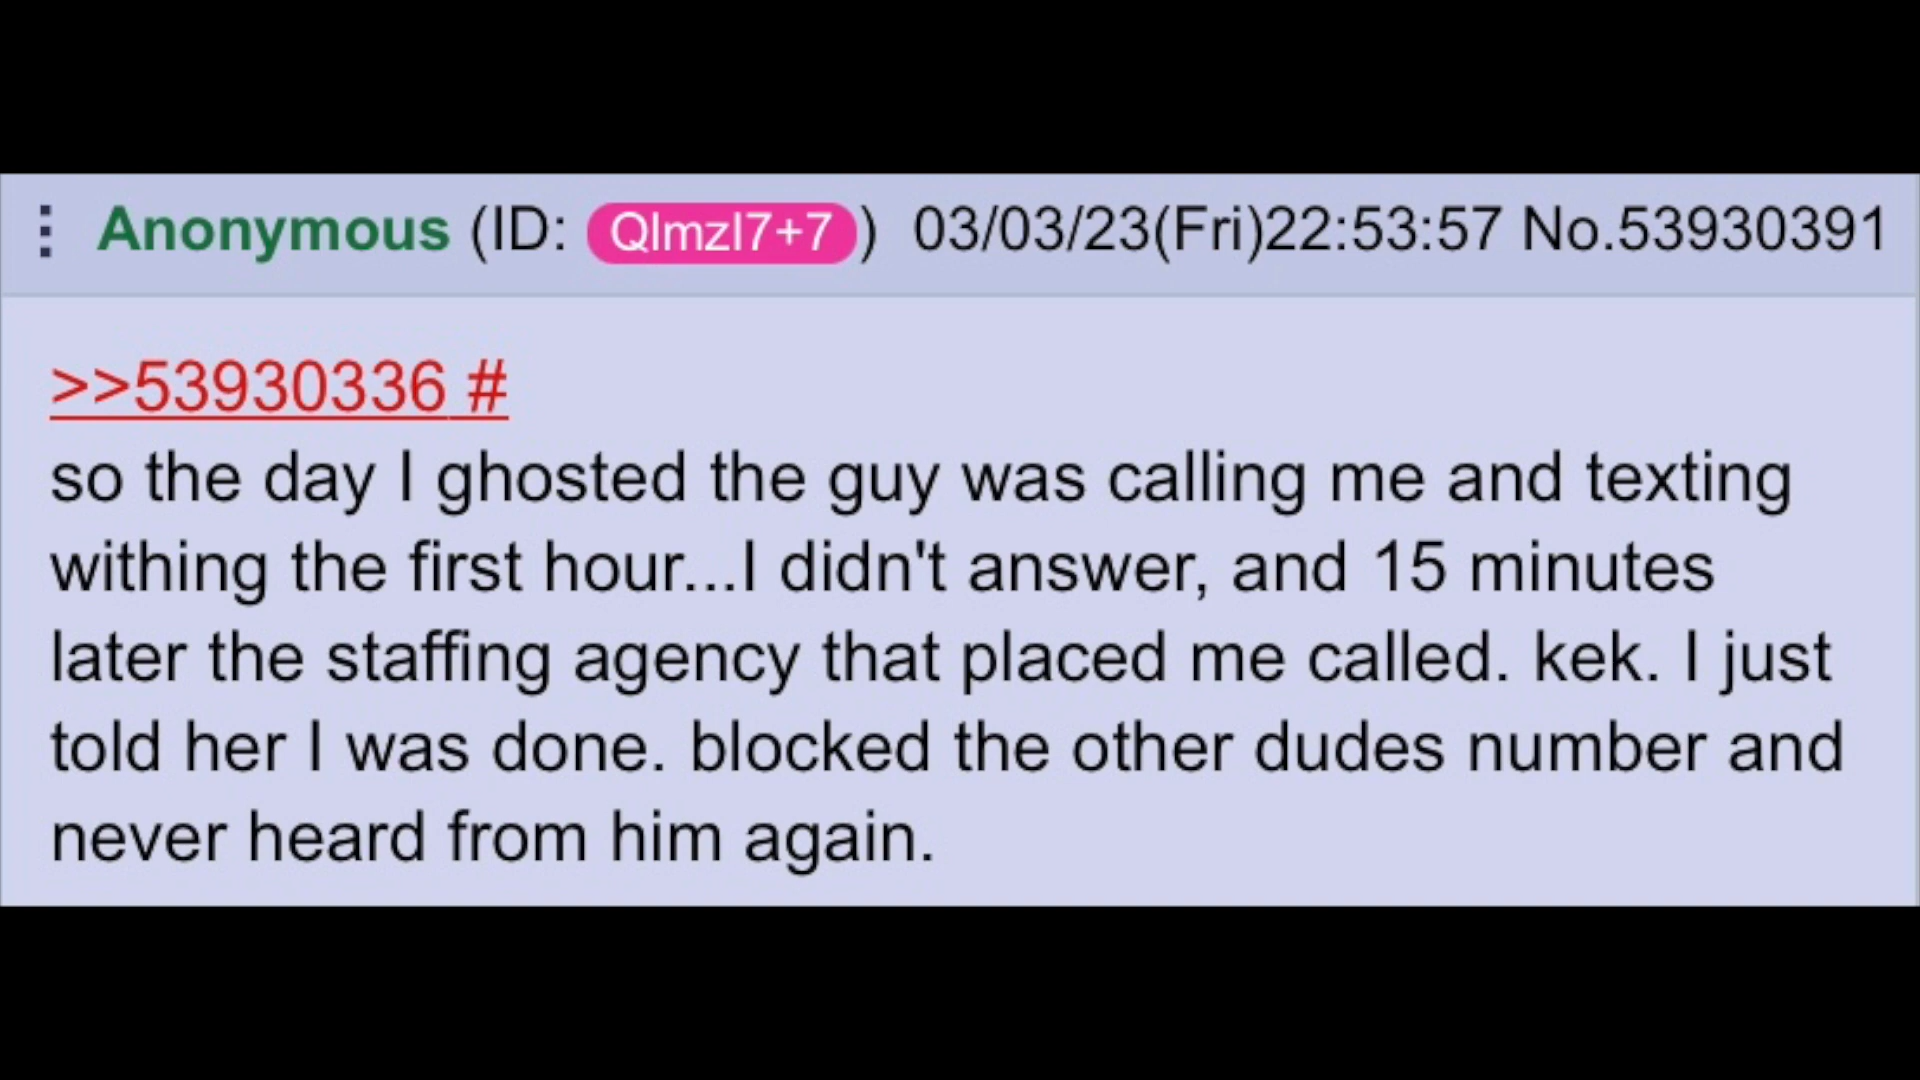 Anonymous (ID: QlmzI7+7) 03/03/23(Fri)22:53:57 No.53930391
>>53930336 #
so the day I ghosted the guy was calling me and texting
withing the first hour...I didn't answer, and 15 minutes
later the staffing agency that placed me called. kek. I just
told her I was done. blocked the other dudes number and
never heard from him again.